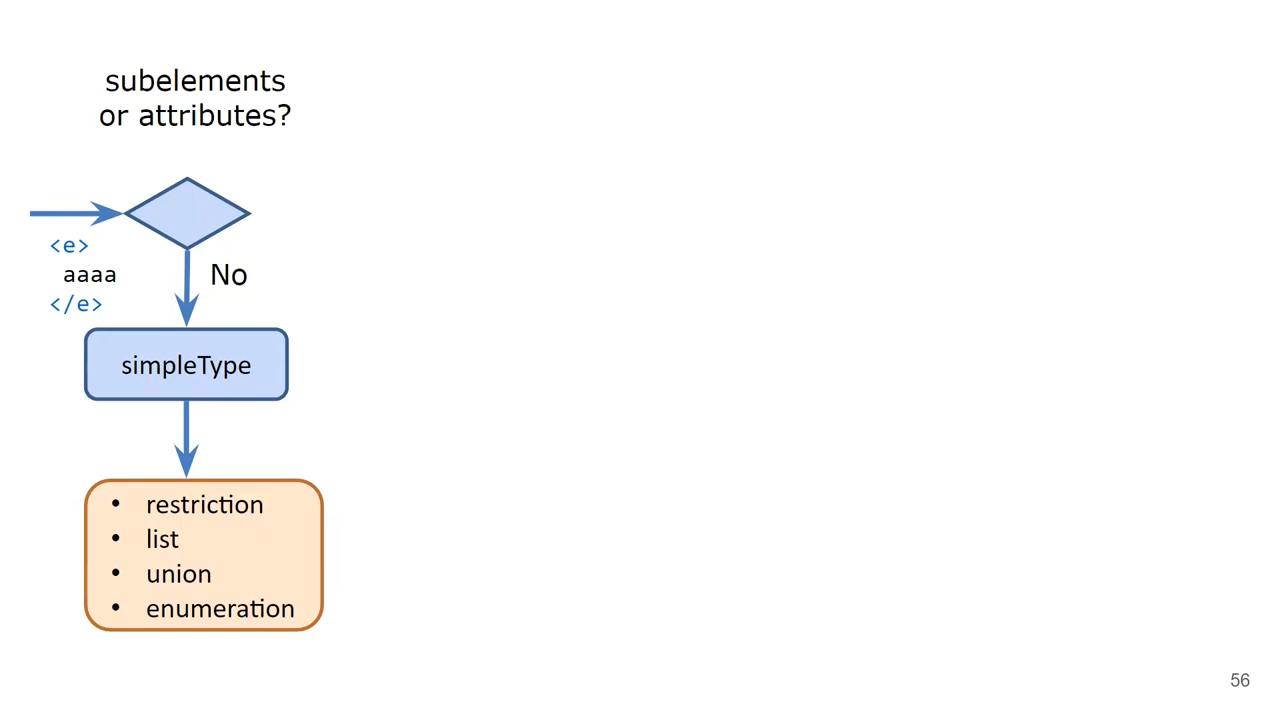 subelements
or attributes?
<e>
aaaa
</e>
No
simpleType
• restriction
• list
• union
• enumeration
56